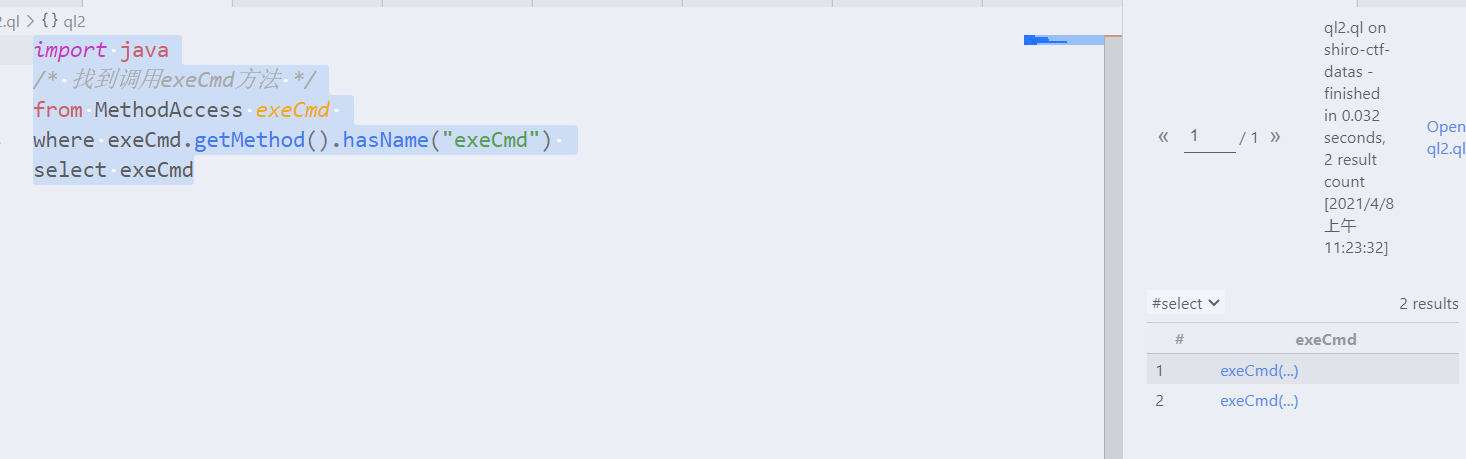 2.ql > {} ql2
import java
/* 找到调用exeCmd方法 */
from MethodAccess exeCmd
where exeCmd.getMethod().hasName("exeCmd")
select exeCmd
« 1 / 1 »
ql2.ql on
shiro-ctf-
datas -
finished
in 0.032
seconds,
2 result
count
[2021/4/8
上午
11:23:32]
Open
ql2.ql
#select
2 results
# exeCmd
1 exeCmd(...)
2 exeCmd(...)